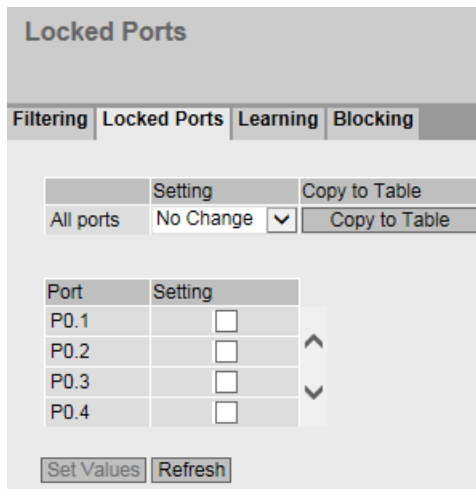 Locked Ports
Filtering Locked Ports Learning Blocking
Setting Copy to Table
All ports No Change Copy to Table
Port Setting
P0.1
P0.2
P0.3
P0.4
Set Values Refresh